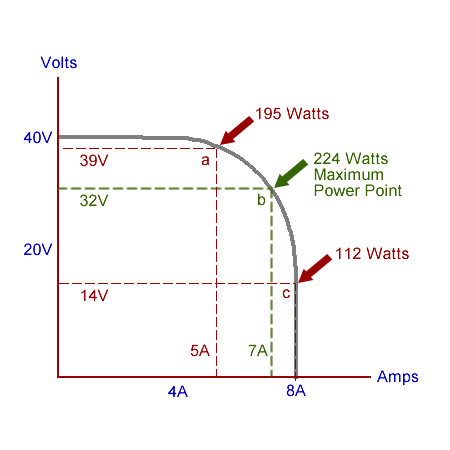 Volts
195 Watts
40V
39V
a
224 Watts
Maximum
Power Point
32V
b
20V
112 Watts
14V
c
5A
7A
Amps
4A
8A